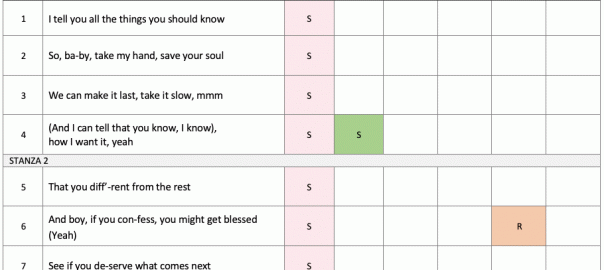 1 I tell you all the things you should know S
2 So, ba-by, take my hand, save your soul S
3 We can make it last, take it slow, mmm S
4 (And I can tell that you know, I know), S S
how I want it, yeah
STANZA 2
5 That you diff'-rent from the rest S
6 And boy, if you con-fess, you might get blessed S R
(Yeah)
7 See if you de-serve what comes next S